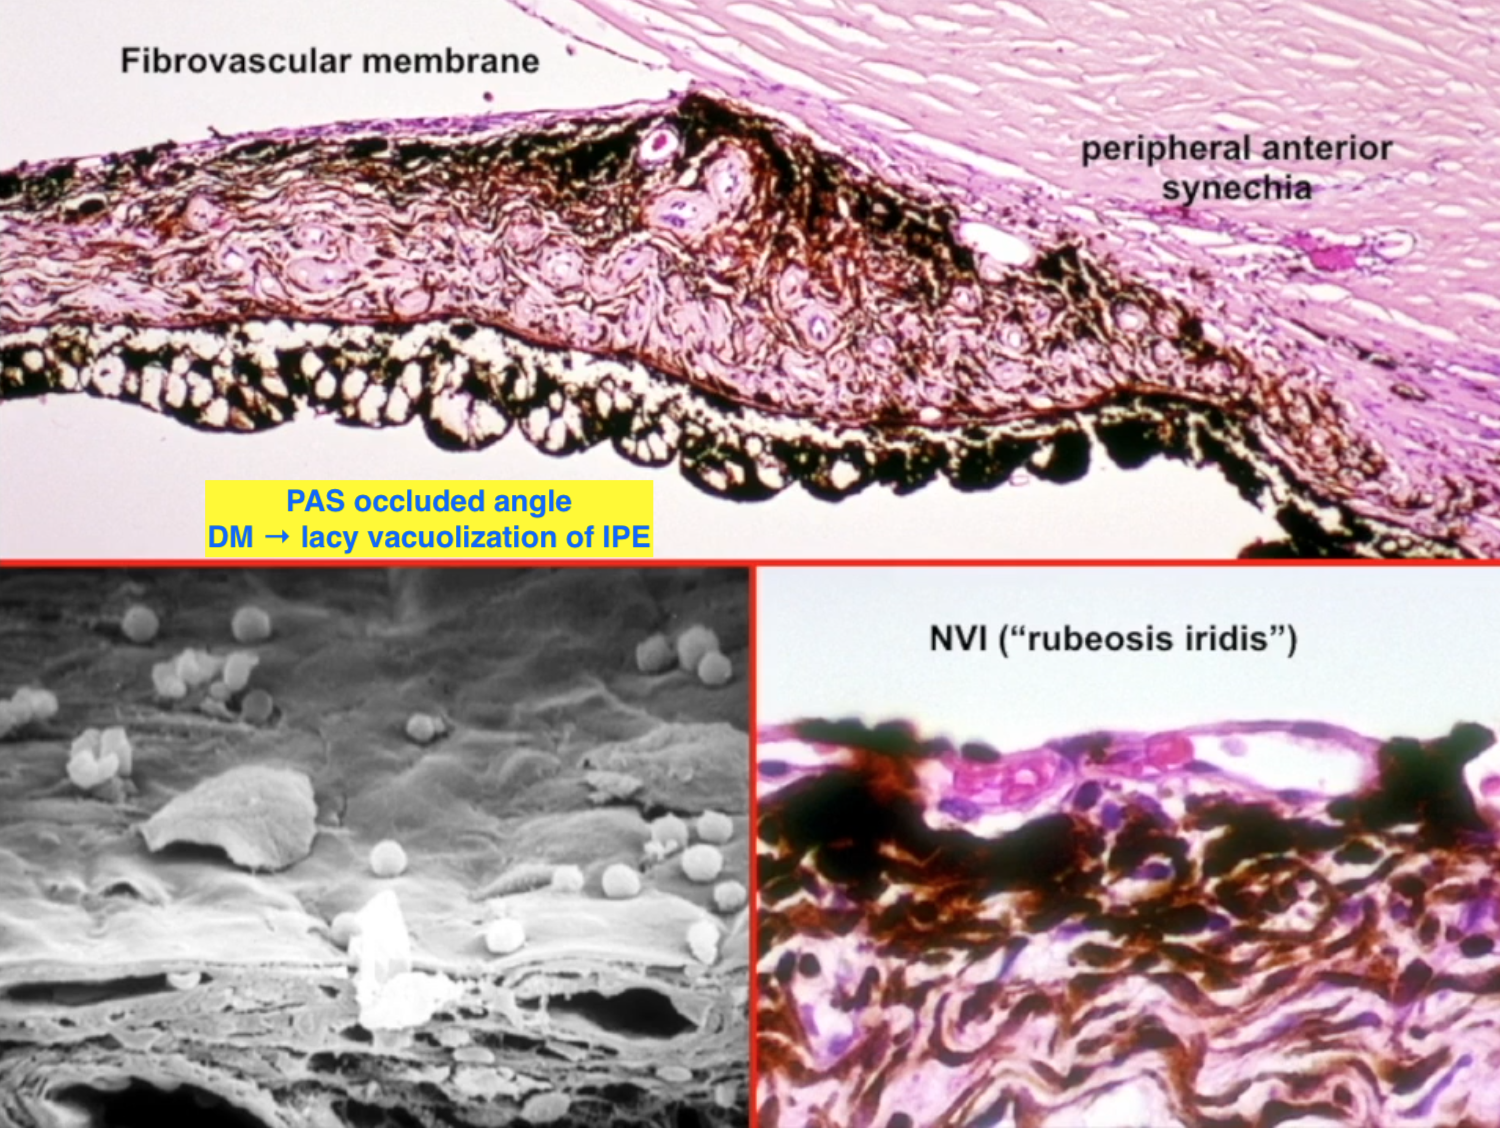 Fibrovascular membrane
peripheral anterior
synechia
PAS occluded angle
DM → lacy vacuolization of IPE
NVI (“rubeosis iridis”)